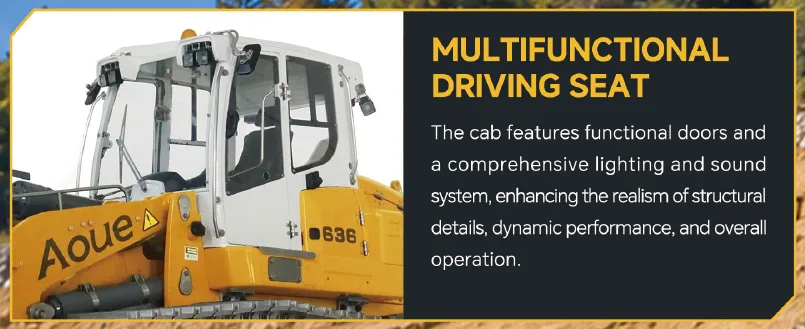 MULTIFUNCTIONAL
DRIVING SEAT
The cab features functional doors and
a comprehensive lighting and sound
system, enhancing the realism of structural
details, dynamic performance, and overall
operation.
Aoue
636